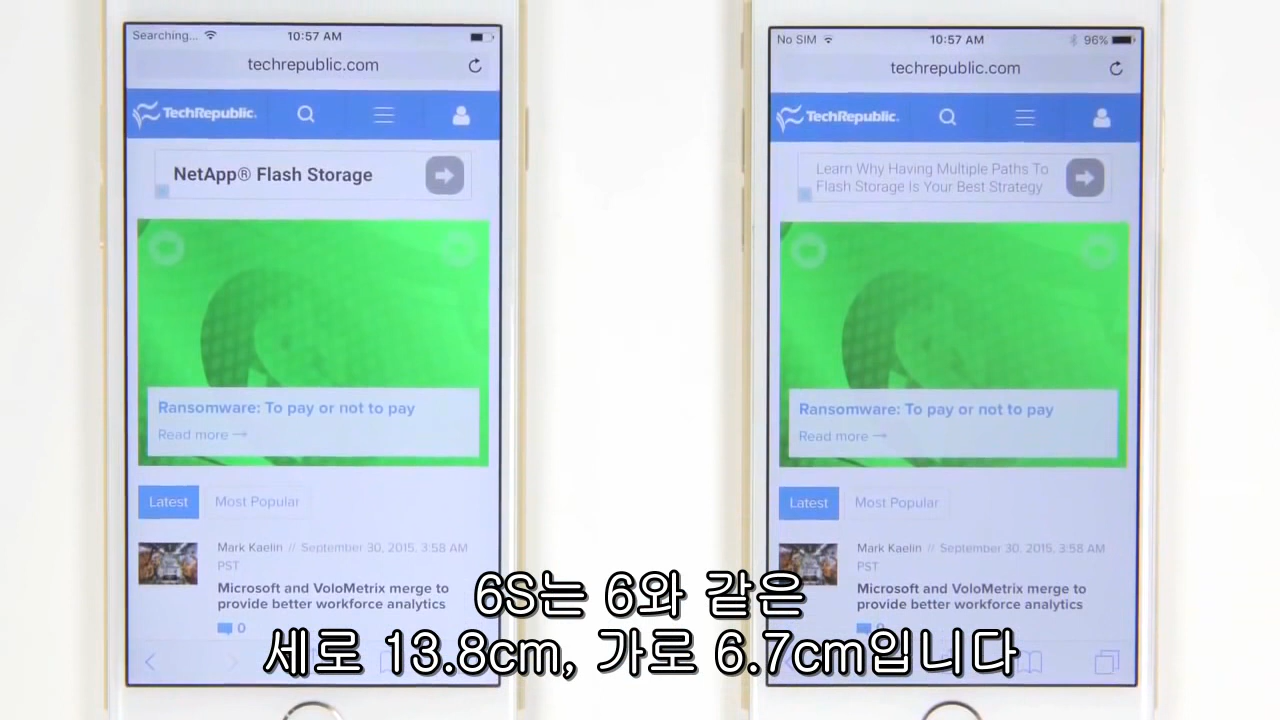 Searching...
10:57 AM
techrepublic.com
TechRepublic.
NetApp® Flash Storage
Ransomware: To pay or not to pay
Read more →
Latest
Most Popular
Mark Kaelin // September 30, 2015, 3:58 AM
PST
Microsoft and VoloMetrix merge to
provide better workforce analytics
0
No SIM
10:57 AM
96%
techrepublic.com
TechRepublic.
Learn Why Having Multiple Paths To
Flash Storage Is Your Best Strategy
Ransomware: To pay or not to pay
Read more →
Latest
Most Popular
Mark Kaelin // September 30, 2015, 3:58 AM
PST
Microsoft and VoloMetrix merge to
provide better workforce analytics
0
6S는 6와 같은
세로 13.8cm, 가로 6.7cm입니다